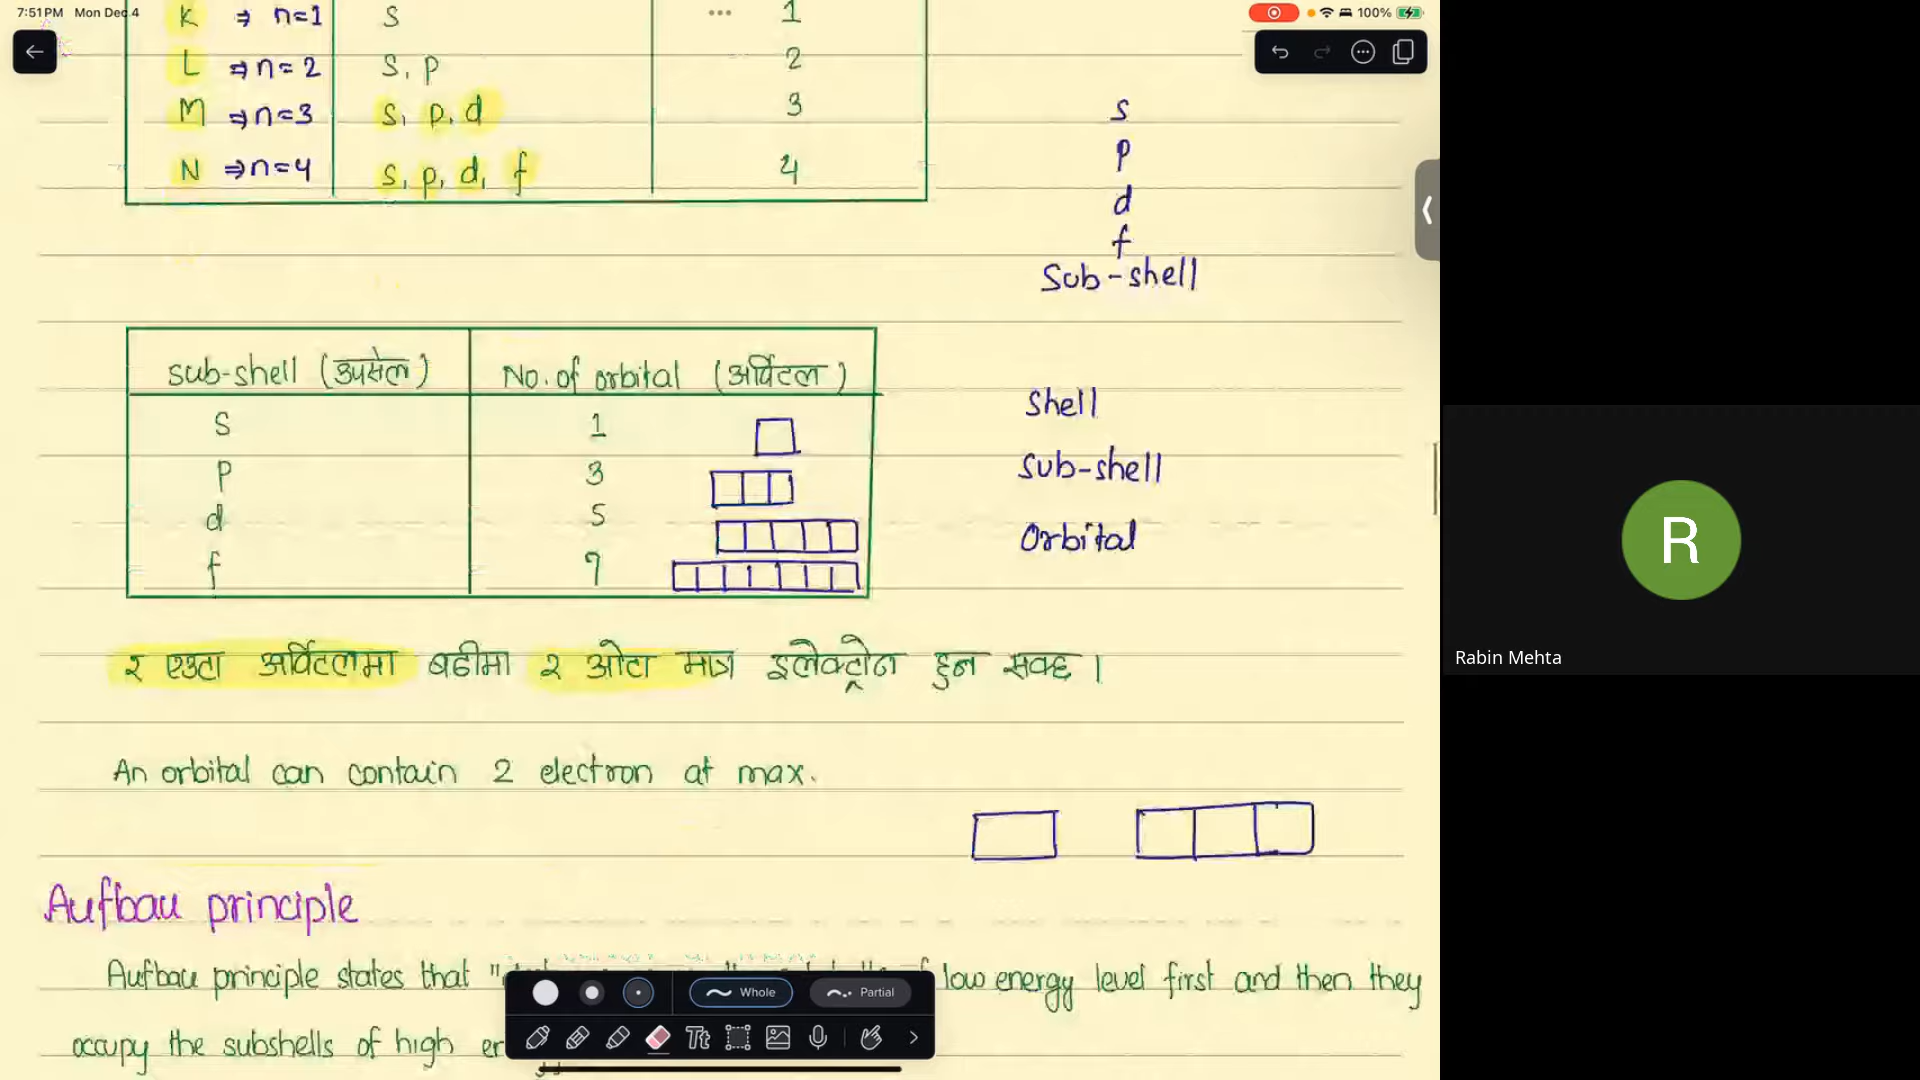 7:51 PM Mon Dec 4
100%
K ⇒ n=1 S 1
L ⇒ n=2 S, p 2
M ⇒ n=3 S, p, d 3
N ⇒ n=4 S, p, d, f 4
S
p
d
f
Sub-shell
sub-shell (उपसेल) No. of orbital (अर्विटल)
S 1
p 3
d 5
f 7
Shell
Sub-shell
Orbital
२ एउटा अर्विटलमा बढीमा २ ओटा मात्र इलेक्ट्रोन हुन सक्छ।
An orbital can contain 2 electron at max.
Aufbau principle
Aufbau principle states that " low energy level first and then they
occupy the subshells of high
Whole Partial
Tt
R
Rabin Mehta